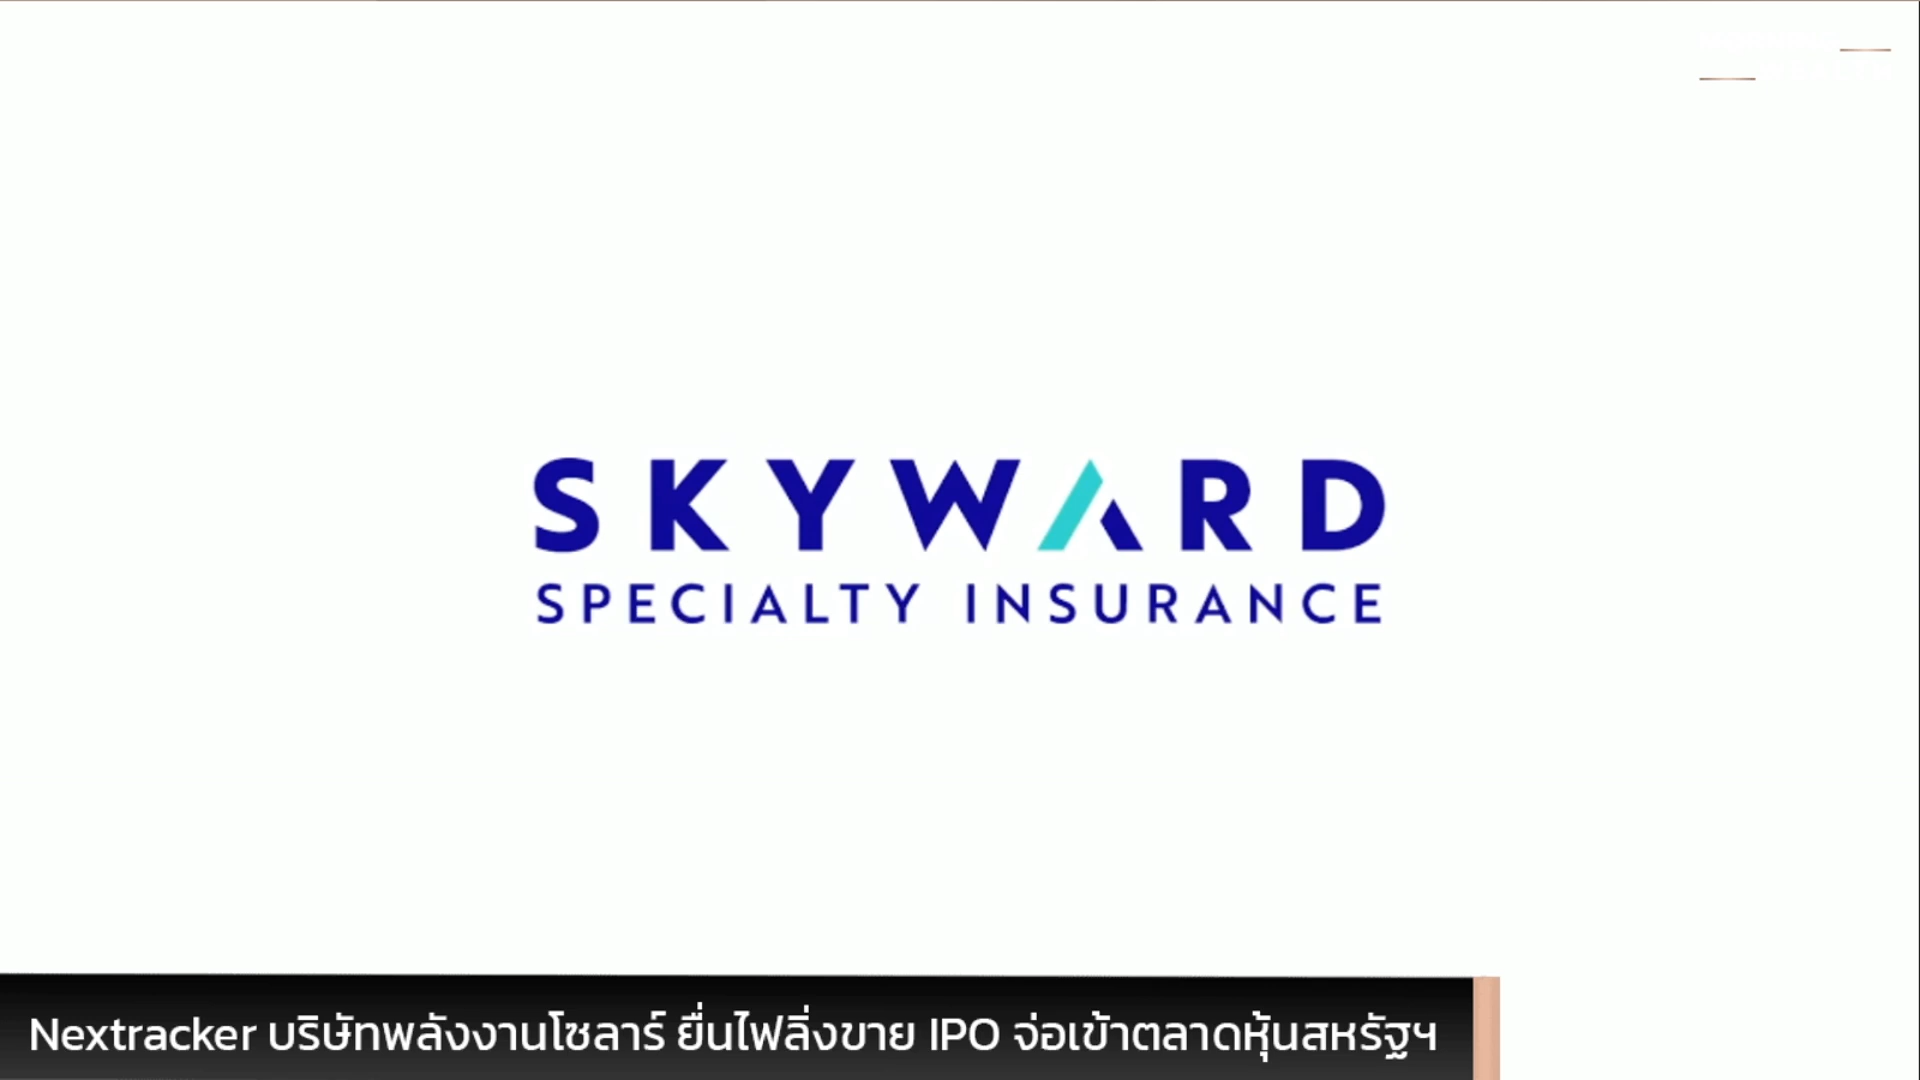 SKYWARD
SPECIALTY INSURANCE
Nextracker บริษัทพลังงานโซลาร์ ยื่นไฟลิ่งขาย IPO จ่อเข้าตลาดหุ้นสหรัฐฯ